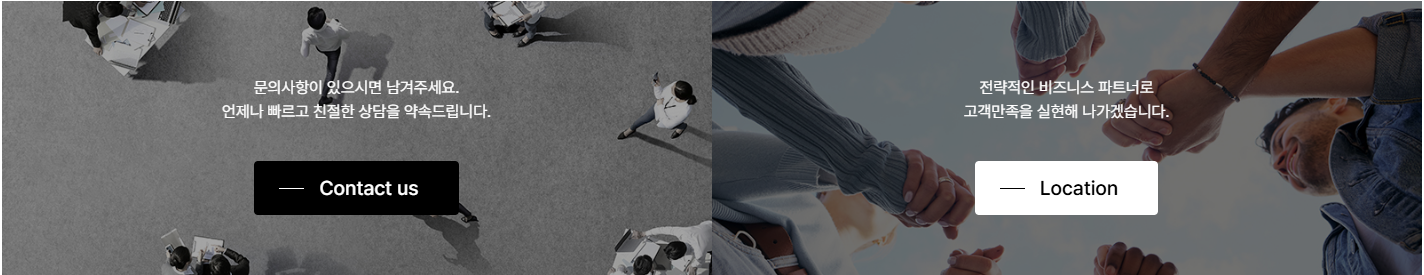 문의사항이 있으시면 남겨주세요.
언제나 빠르고 친절한 상담을 약속드립니다.
Contact us
전략적인 비즈니스 파트너로
고객만족을 실현해 나가겠습니다.
Location